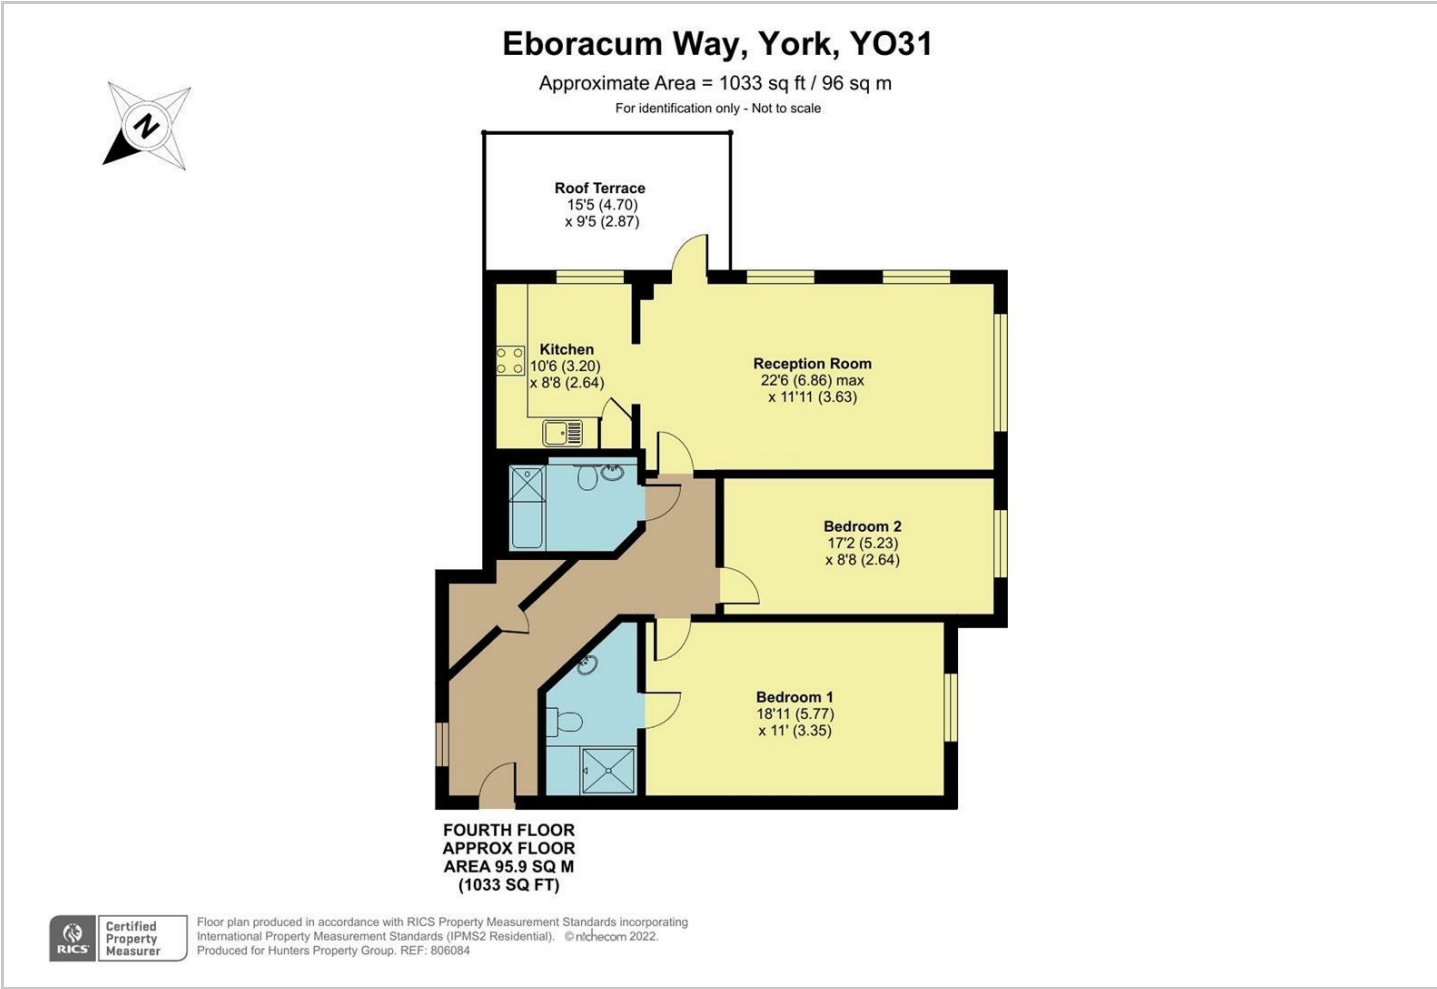 Eboracum Way, York, YO31
Approximate Area = 1033 sq ft / 96 sq m
For identification only - Not to scale
N
Roof Terrace
15'5 (4.70)
x 9'5 (2.87)
Kitchen
10'6 (3.20)
x 8'8 (2.64)
Reception Room
22'6 (6.86) max
x 11'11 (3.63)
Bedroom 2
17'2 (5.23)
x 8'8 (2.64)
Bedroom 1
18'11 (5.77)
x 11' (3.35)
FOURTH FLOOR
APPROX FLOOR
AREA 95.9 SQ M
(1033 SQ FT)
RICS
Certified
Property
Measurer
Floor plan produced in accordance with RICS Property Measurement Standards incorporating
International Property Measurement Standards (IPMS2 Residential). © nichecom 2022.
Produced for Hunters Property Group. REF: 806084